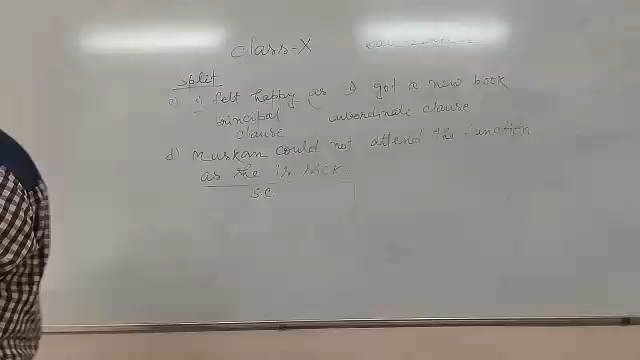 Class-X
split
c) I felt happy as I got a new book
principal subordinate clause
clause
d) Muskan could not attend the function
as she is sick.
S.C.